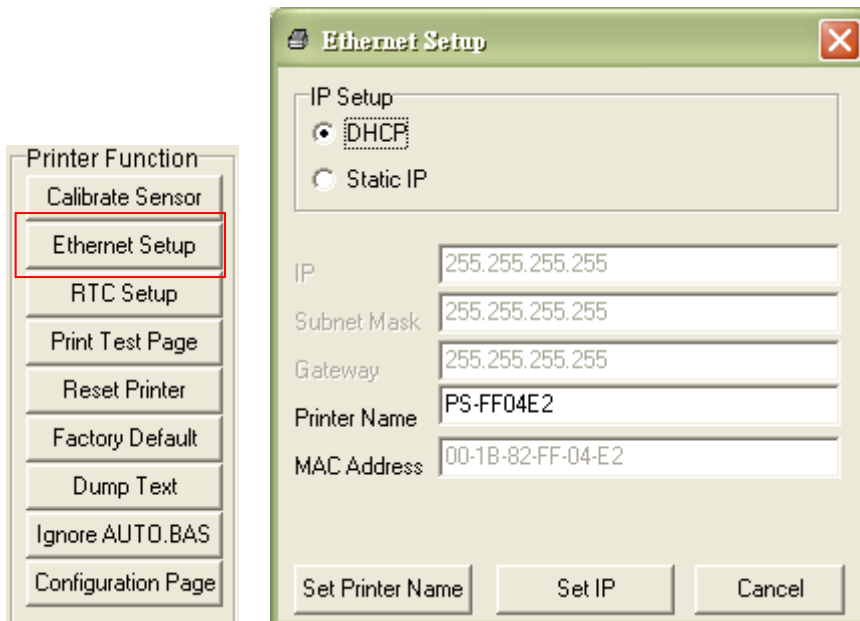 Printer Function
Calibrate Sensor
Ethernet Setup
RTC Setup
Print Test Page
Reset Printer
Factory Default
Dump Text
Ignore AUTO.BAS
Configuration Page
Ethernet Setup
IP Setup
DHCP
Static IP
IP 255.255.255.255
Subnet Mask 255.255.255.255
Gateway 255.255.255.255
Printer Name PS-FF04E2
MAC Address 00-1B-82-FF-04-E2
Set Printer Name Set IP Cancel